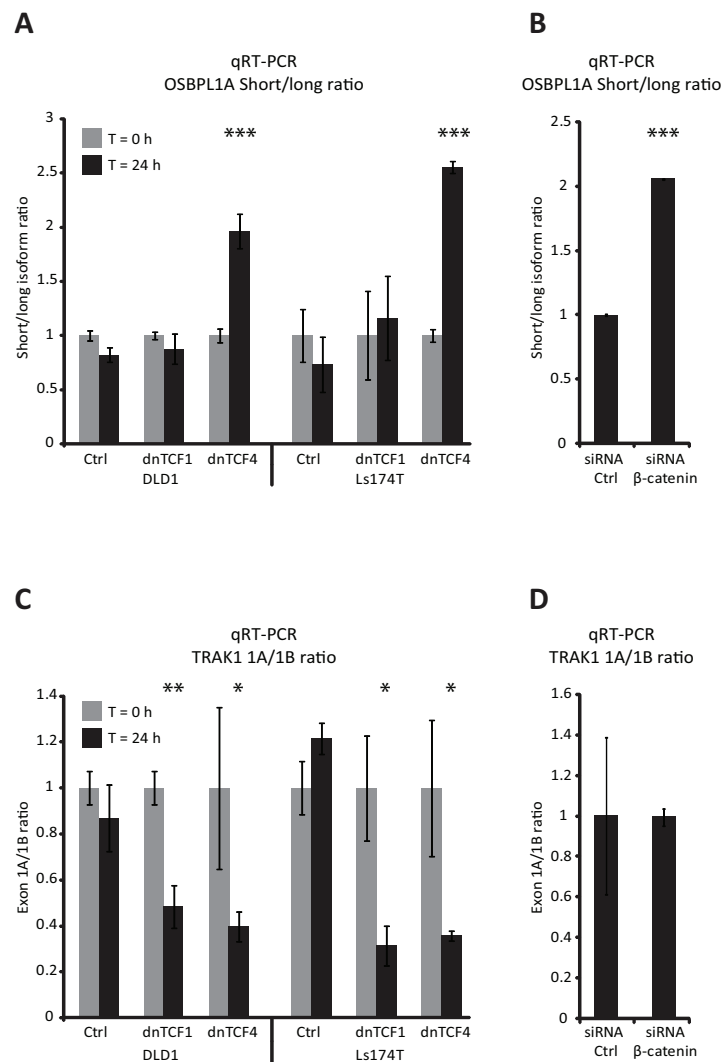 A
qRT-PCR
OSBPL1A Short/long ratio
Short/long isoform ratio
3
2.5
2
1.5
1
0.5
0
T = 0 h
T = 24 h
***
***
Ctrl
dnTCF1
dnTCF4
Ctrl
dnTCF1
dnTCF4
DLD1
Ls174T
B
qRT-PCR
OSBPL1A Short/long ratio
Short/long isoform ratio
2.5
2
1.5
1
0.5
0
***
siRNA
Ctrl
siRNA
β-catenin
C
qRT-PCR
TRAK1 1A/1B ratio
Exon 1A/1B ratio
1.4
1.2
1
0.8
0.6
0.4
0.2
0
T = 0 h
T = 24 h
**
*
*
*
Ctrl
dnTCF1
dnTCF4
Ctrl
dnTCF1
dnTCF4
DLD1
Ls174T
D
qRT-PCR
TRAK1 1A/1B ratio
Exon 1A/1B ratio
1.6
1.4
1.2
1
0.8
0.6
0.4
0.2
0
siRNA
Ctrl
siRNA
β-catenin